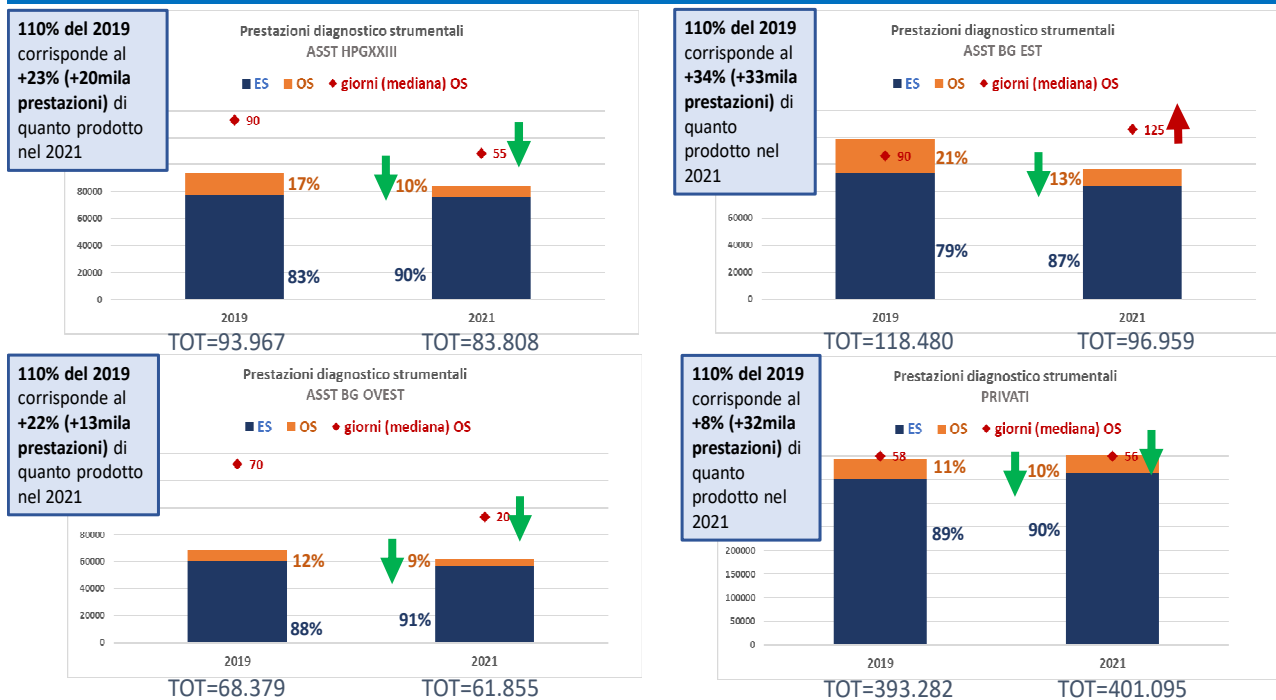 110% del 2019
corrisponde al
+23% (+20mila
prestazioni) di
quanto prodotto
nel 2021
Prestazioni diagnostico strumentali
ASST HPGXXIII
ES OS giorni (mediana) OS
90
55
17%
10%
83%
90%
80000
60000
40000
20000
0
2019 2021
TOT=93.967 TOT=83.808
110% del 2019
corrisponde al
+34% (+33mila
prestazioni) di
quanto
prodotto nel
2021
Prestazioni diagnostico strumentali
ASST BG EST
ES OS giorni (mediana) OS
90
125
21%
13%
79%
87%
60000
40000
20000
0
2019 2021
TOT=118.480 TOT=96.959
110% del 2019
corrisponde al
+22% (+13mila
prestazioni) di
quanto prodotto
nel 2021
Prestazioni diagnostico strumentali
ASST BG OVEST
ES OS giorni (mediana) OS
70
20
12%
9%
88%
91%
80000
60000
40000
20000
0
2019 2021
TOT=68.379 TOT=61.855
110% del 2019
corrisponde al
+8% (+32mila
prestazioni) di
quanto
prodotto nel
2021
Prestazioni diagnostico strumentali
PRIVATI
ES OS giorni (mediana) OS
58
56
11%
10%
89%
90%
200000
150000
100000
50000
0
2019 2021
TOT=393.282 TOT=401.095